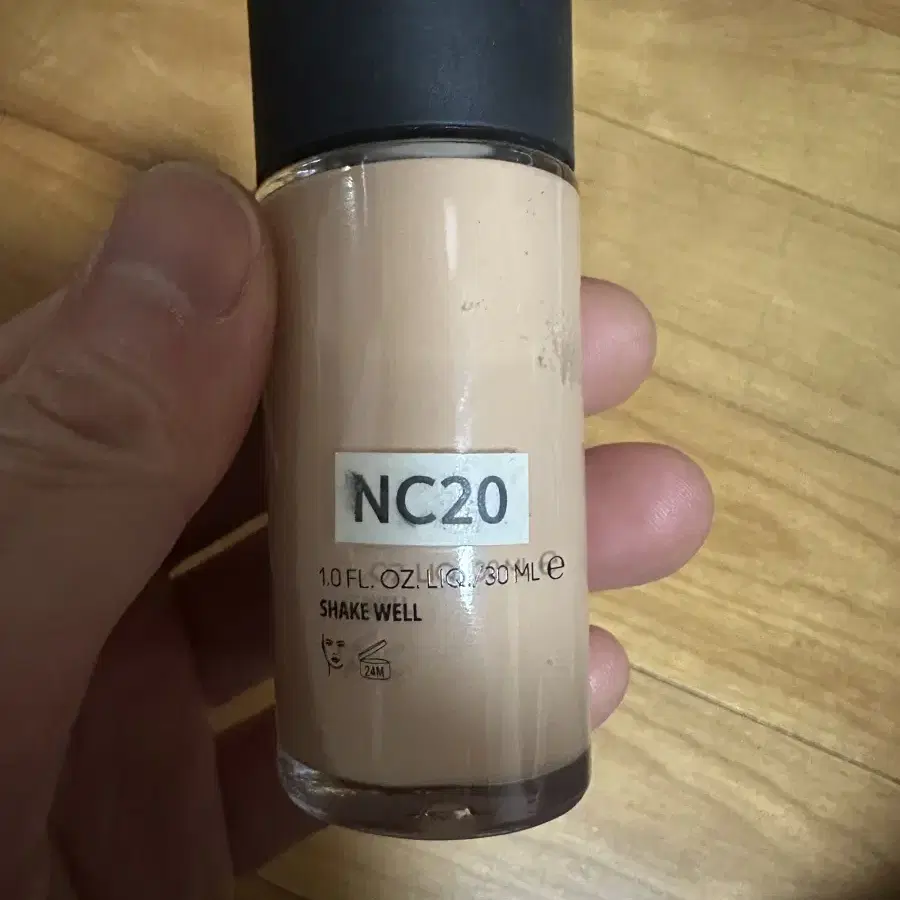 NC20
1.0 FL. OZ. LIQ./30 ML ℮
SHAKE WELL
24M